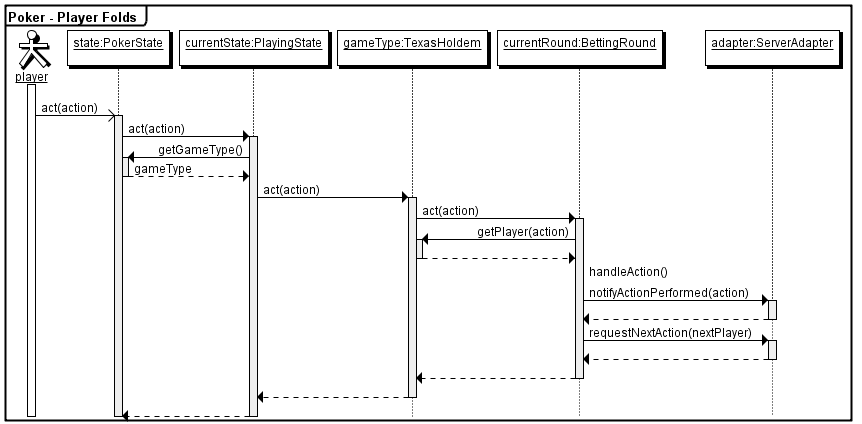 Poker - Player Folds
state:PokerState
currentState:PlayingState
gameType:TexasHoldem
currentRound:BettingRound
adapter:ServerAdapter
player
act(action)
act(action)
getGameType()
gameType
act(action)
act(action)
getPlayer(action)
handleAction()
notifyActionPerformed(action)
requestNextAction(nextPlayer)